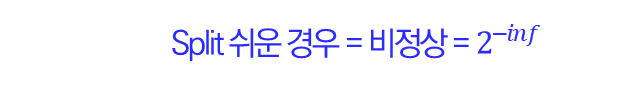 Split 쉬운 경우 = 비정상 = 2^{-inf}